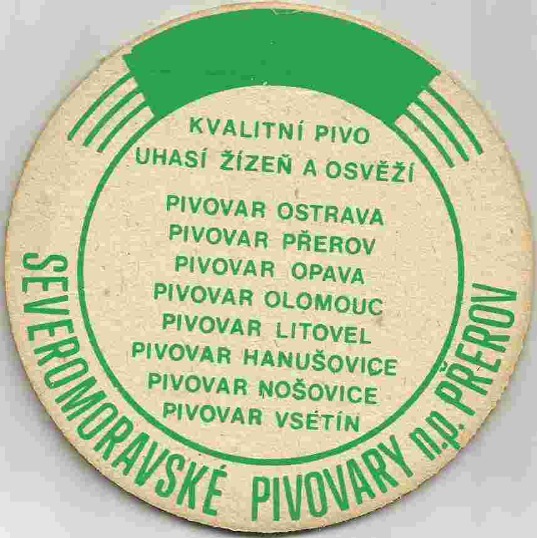 KVALITNÍ PIVO
UHASÍ ŽÍZEŇ A OSVĚŽÍ
PIVOVAR OSTRAVA
PIVOVAR PŘEROV
PIVOVAR OPAVA
PIVOVAR OLOMOUC
PIVOVAR LITOVEL
PIVOVAR HANUŠOVICE
PIVOVAR NOŠOVICE
PIVOVAR VSETÍN
SEVEROMORAVSKÉ PIVOVARY n.p. PŘEROV